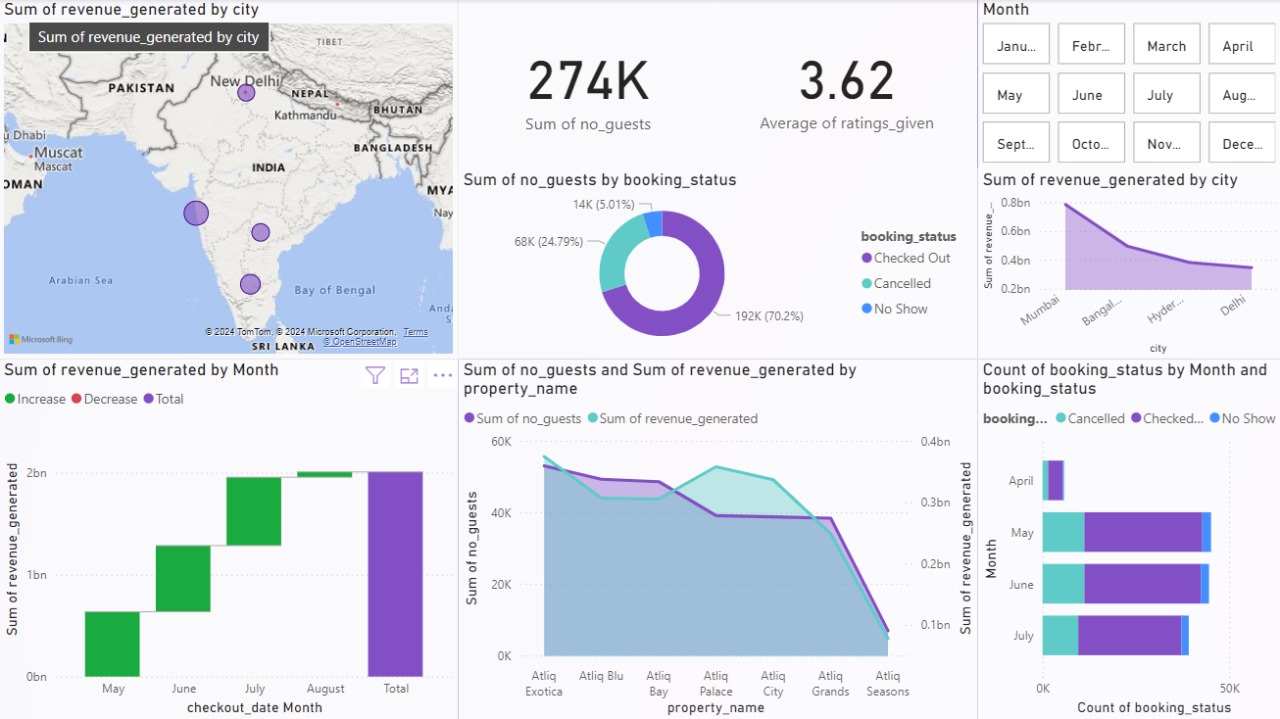 Sum of revenue_generated by city
Sum of revenue_generated by city
TIBET
New Delhi
PAKISTAN
NEPAL
Kathmandu
BHUTAN
u Dhabi
Muscat
Mascat
BANGLADESH
INDIA
OMAN
MYA
Nay
Arabian Sea
Bay of Bengal
Anda
Sea
© 2024 TomTom, © 2024 Microsoft Corporation, Terms
© OpenStreetMap
Microsoft Bing
SRI LANKA
274K
Sum of no_guests
3.62
Average of ratings_given
Month
Janu...
Febr...
March
April
May
June
July
Aug...
Sept...
Octo...
Nov...
Dece...
Sum of no_guests by booking_status
14K (5.01%)
68K (24.79%)
192K (70.2%)
booking_status
Checked Out
Cancelled
No Show
Sum of revenue_generated by city
Sum of revenue_...
0.8bn
0.6bn
0.4bn
0.2bn
Mumbai
Bangal...
Hyder...
Delhi
city
Sum of revenue_generated by Month
Increase
Decrease
Total
Sum of revenue_generated
2bn
1bn
0bn
May
June
July
August
Total
checkout_date Month
Sum of no_guests and Sum of revenue_generated by
property_name
Sum of no_guests
Sum of revenue_generated
Sum of no_guests
60K
40K
20K
0K
0.4bn
0.3bn
0.2bn
0.1bn
Sum of revenue_generated
Atliq
Exotica
Atliq Blu
Atliq
Bay
Atliq
Palace
Atliq
City
Atliq
Grands
Atliq
Seasons
property_name
Count of booking_status by Month and
booking_status
booking...
Cancelled
Checked...
No Show
Month
April
May
June
July
0K
50K
Count of booking_status